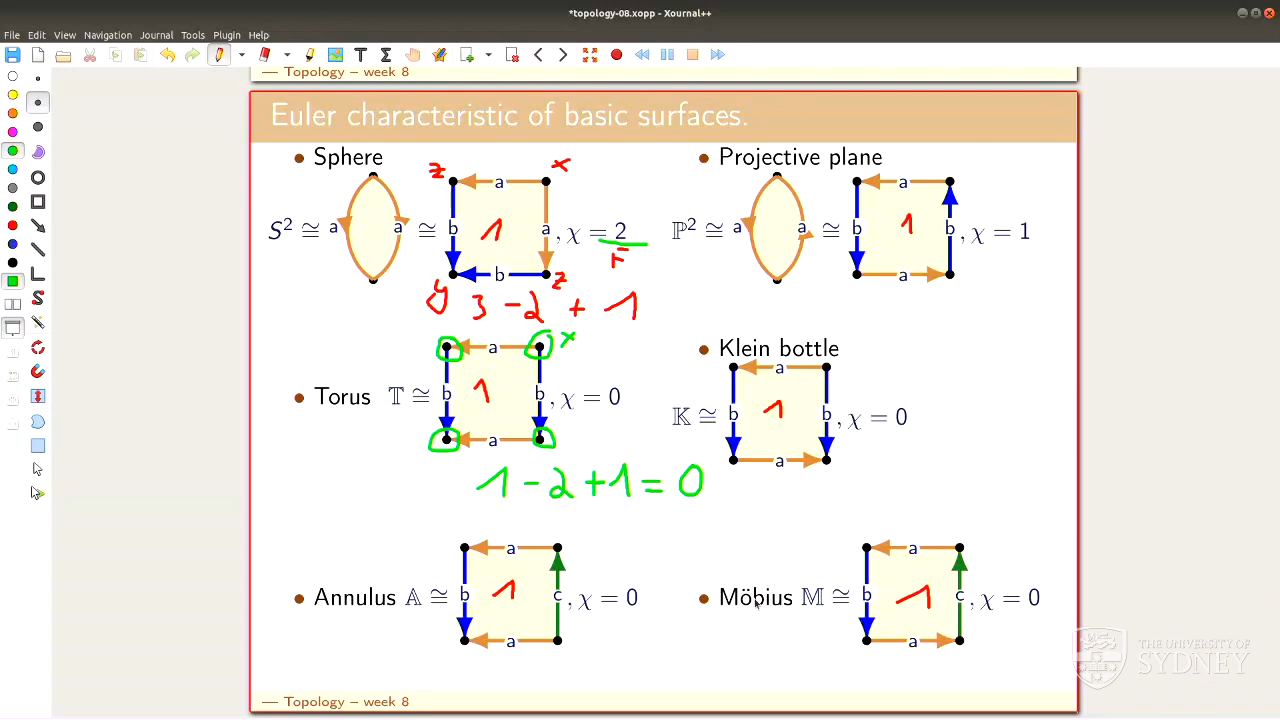 *topology-08.xopp - Xournal++
File Edit View Navigation Journal Tools Plugin Help
— Topology – week 8
Euler characteristic of basic surfaces.
• Sphere
z x
a
S² ≅ a a ≅ b 1 a , χ = 2
F
b
y z
3 - 2 + 1
• Projective plane
a
ℙ² ≅ a a ≅ b 1 b , χ = 1
a
x
a
• Torus 𝕋 ≅ b 1 b , χ = 0
a
1 - 2 + 1 = 0
• Klein bottle
a
𝕂 ≅ b 1 b , χ = 0
a
a
• Annulus 𝔸 ≅ b 1 c , χ = 0
a
a
• Möbius 𝕄 ≅ b 1 c , χ = 0
a
THE UNIVERSITY OF
SYDNEY
— Topology – week 8